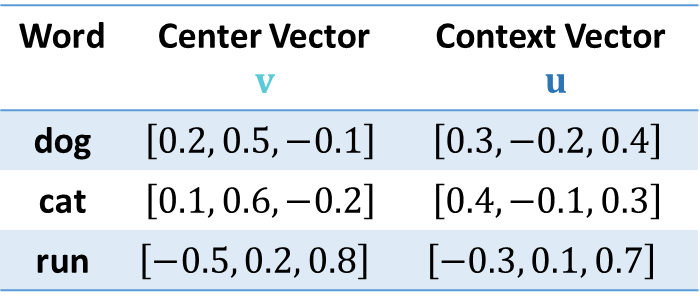 Word Center Vector Context Vector
v u
dog [0.2, 0.5, −0.1] [0.3, −0.2, 0.4]
cat [0.1, 0.6, −0.2] [0.4, −0.1, 0.3]
run [−0.5, 0.2, 0.8] [−0.3, 0.1, 0.7]